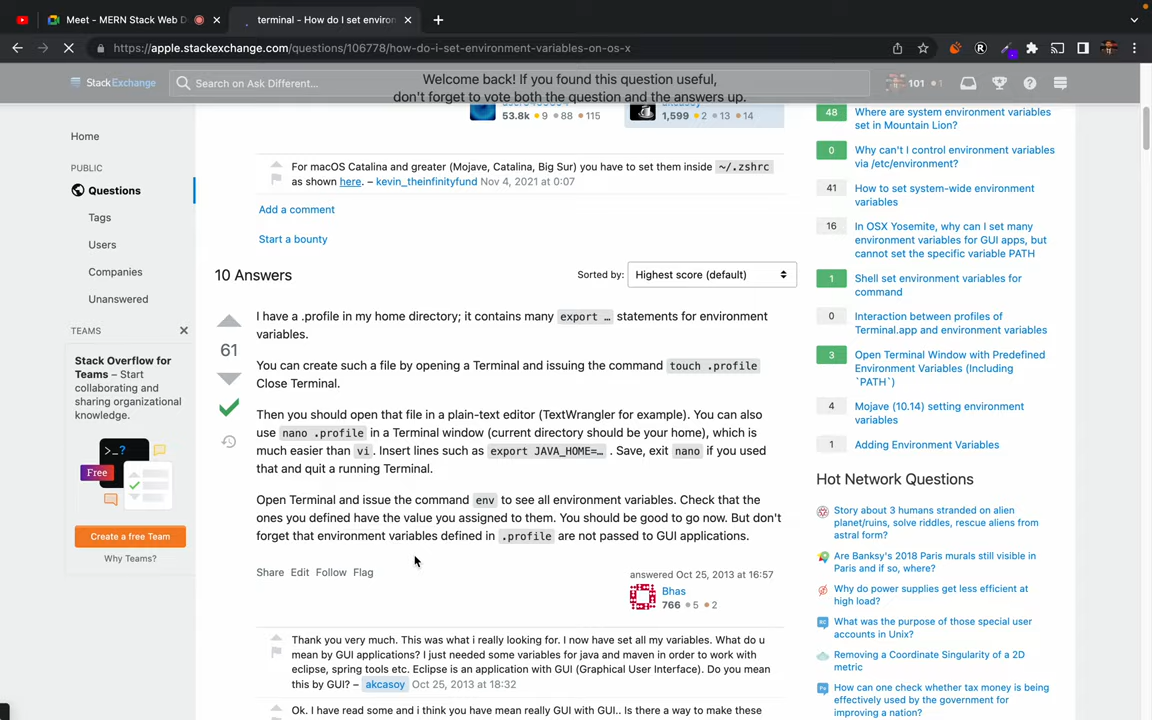 Meet - MERN Stack Web D
terminal - How do I set environ
https://apple.stackexchange.com/questions/106778/how-do-i-set-environment-variables-on-os-x
StackExchange
Search on Ask Different…
Welcome back! If you found this question useful,
don't forget to vote both the question and the answers up.
101 1
53.8k 9 88 115
1,599 2 13 14
Home
PUBLIC
Questions
Tags
Users
Companies
Unanswered
TEAMS
Stack Overflow for
Teams – Start
collaborating and
sharing organizational
knowledge.
>_?
Free
Create a free Team
Why Teams?
For macOS Catalina and greater (Mojave, Catalina, Big Sur) you have to set them inside ~/.zshrc
as shown here. – kevin_theinfinityfund Nov 4, 2021 at 0:07
Add a comment
Start a bounty
10 Answers
Sorted by:
Highest score (default)
61
I have a .profile in my home directory; it contains many export … statements for environment
variables.
You can create such a file by opening a Terminal and issuing the command touch .profile
Close Terminal.
Then you should open that file in a plain-text editor (TextWrangler for example). You can also
use nano .profile in a Terminal window (current directory should be your home), which is
much easier than vi. Insert lines such as export JAVA_HOME=… . Save, exit nano if you used
that and quit a running Terminal.
Open Terminal and issue the command env to see all environment variables. Check that the
ones you defined have the value you assigned to them. You should be good to go now. But don't
forget that environment variables defined in .profile are not passed to GUI applications.
Share Edit Follow Flag
answered Oct 25, 2013 at 16:57
Bhas
766 5 2
Thank you very much. This was what i really looking for. I now have set all my variables. What do u
mean by GUI applications? I just needed some variables for java and maven in order to work with
eclipse, spring tools etc. Eclipse is an application with GUI (Graphical User Interface). Do you mean
this by GUI? – akcasoy Oct 25, 2013 at 18:32
Ok. I have read some and i think you have mean really GUI with GUI.. Is there a way to make these
48 Where are system environment variables
set in Mountain Lion?
0 Why can't I control environment variables
via /etc/environment?
41 How to set system-wide environment
variables
16 In OSX Yosemite, why can I set many
environment variables for GUI apps, but
cannot set the specific variable PATH
1 Shell set environment variables for
command
0 Interaction between profiles of
Terminal.app and environment variables
3 Open Terminal Window with Predefined
Environment Variables (Including
`PATH`)
4 Mojave (10.14) setting environment
variables
1 Adding Environment Variables
Hot Network Questions
Story about 3 humans stranded on alien
planet/ruins, solve riddles, rescue aliens from
astral form?
Are Banksy's 2018 Paris murals still visible in
Paris and if so, where?
Why do power supplies get less efficient at
high load?
What was the purpose of those special user
accounts in Unix?
Removing a Coordinate Singularity of a 2D
metric
How can one check whether tax money is being
effectively used by the government for
improving a nation?